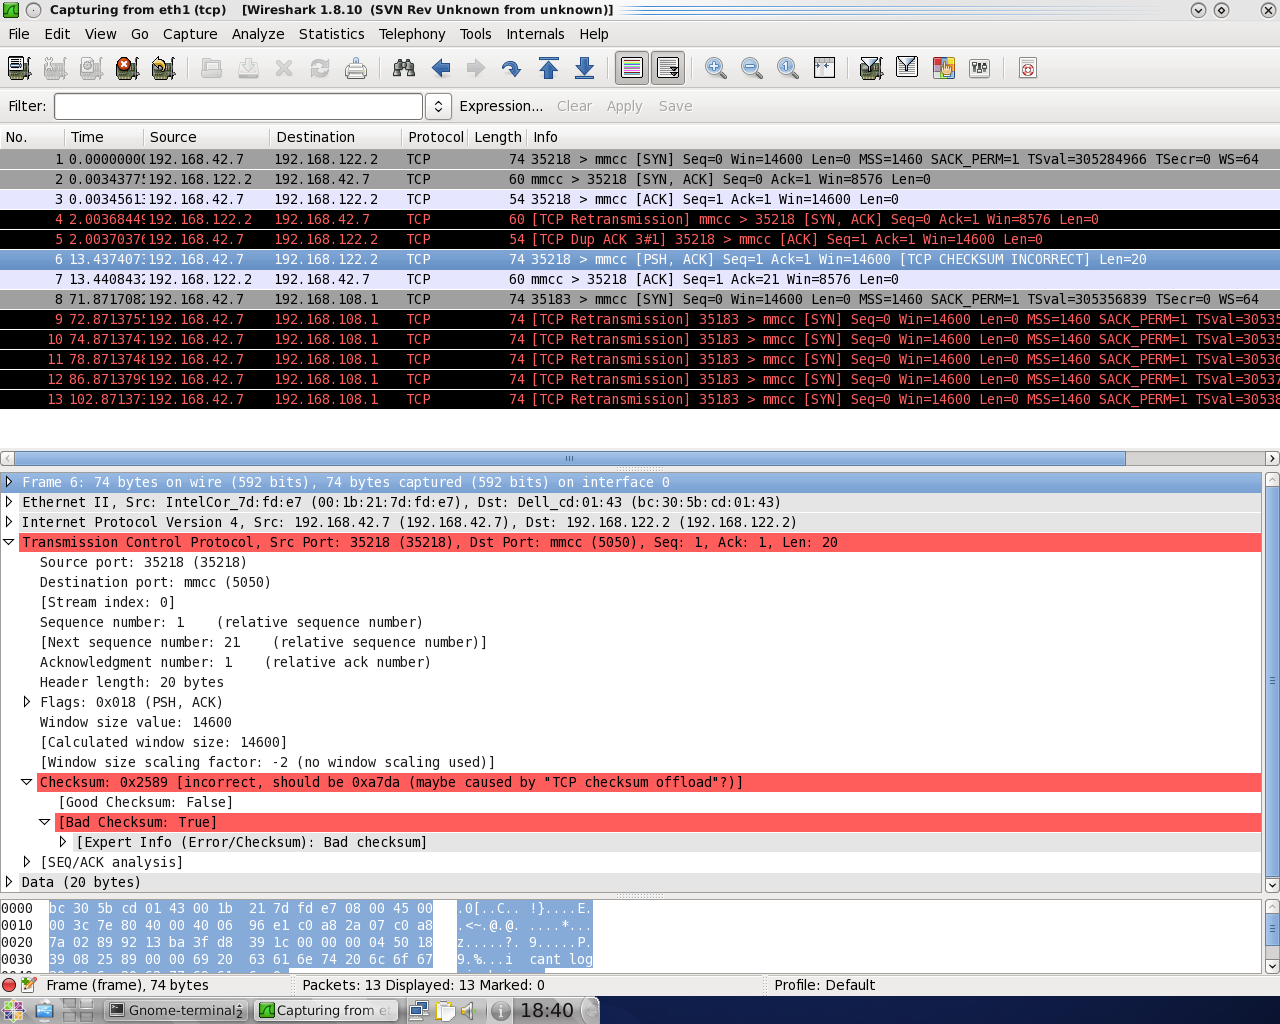 Capturing from eth1 (tcp) [Wireshark 1.8.10 (SVN Rev Unknown from unknown)]
File Edit View Go Capture Analyze Statistics Telephony Tools Internals Help
Filter: Expression... Clear Apply Save
No. Time Source Destination Protocol Length Info
1 0.0000000( 192.168.42.7 192.168.122.2 TCP 74 35218 > mmcc [SYN] Seq=0 Win=14600 Len=0 MSS=1460 SACK_PERM=1 TSval=305284966 TSecr=0 WS=64
2 0.0034377 192.168.122.2 192.168.42.7 TCP 60 mmcc > 35218 [SYN, ACK] Seq=0 Ack=1 Win=8576 Len=0
3 0.0034561 192.168.42.7 192.168.122.2 TCP 54 35218 > mmcc [ACK] Seq=1 Ack=1 Win=14600 Len=0
4 2.0036844 192.168.122.2 192.168.42.7 TCP 60 [TCP Retransmission] mmcc > 35218 [SYN, ACK] Seq=0 Ack=1 Win=8576 Len=0
5 2.0037037 192.168.42.7 192.168.122.2 TCP 54 [TCP Dup ACK 3#1] 35218 > mmcc [ACK] Seq=1 Ack=1 Win=14600 Len=0
6 13.437407 192.168.42.7 192.168.122.2 TCP 74 35218 > mmcc [PSH, ACK] Seq=1 Ack=1 Win=14600 [TCP CHECKSUM INCORRECT] Len=20
7 13.440843 192.168.122.2 192.168.42.7 TCP 60 mmcc > 35218 [ACK] Seq=1 Ack=21 Win=8576 Len=0
8 71.871708 192.168.42.7 192.168.108.1 TCP 74 35183 > mmcc [SYN] Seq=0 Win=14600 Len=0 MSS=1460 SACK_PERM=1 TSval=305356839 TSecr=0 WS=64
9 72.871375 192.168.42.7 192.168.108.1 TCP 74 [TCP Retransmission] 35183 > mmcc [SYN] Seq=0 Win=14600 Len=0 MSS=1460 SACK_PERM=1 TSval=3053
10 74.871374 192.168.42.7 192.168.108.1 TCP 74 [TCP Retransmission] 35183 > mmcc [SYN] Seq=0 Win=14600 Len=0 MSS=1460 SACK_PERM=1 TSval=3053
11 78.871374 192.168.42.7 192.168.108.1 TCP 74 [TCP Retransmission] 35183 > mmcc [SYN] Seq=0 Win=14600 Len=0 MSS=1460 SACK_PERM=1 TSval=3053
12 86.871379 192.168.42.7 192.168.108.1 TCP 74 [TCP Retransmission] 35183 > mmcc [SYN] Seq=0 Win=14600 Len=0 MSS=1460 SACK_PERM=1 TSval=3053
13 102.87137 192.168.42.7 192.168.108.1 TCP 74 [TCP Retransmission] 35183 > mmcc [SYN] Seq=0 Win=14600 Len=0 MSS=1460 SACK_PERM=1 TSval=3053
Frame 6: 74 bytes on wire (592 bits), 74 bytes captured (592 bits) on interface 0
Ethernet II, Src: IntelCor_7d:fd:e7 (00:1b:21:7d:fd:e7), Dst: Dell_cd:01:43 (bc:30:5b:cd:01:43)
Internet Protocol Version 4, Src: 192.168.42.7 (192.168.42.7), Dst: 192.168.122.2 (192.168.122.2)
Transmission Control Protocol, Src Port: 35218 (35218), Dst Port: mmcc (5050), Seq: 1, Ack: 1, Len: 20
Source port: 35218 (35218)
Destination port: mmcc (5050)
[Stream index: 0]
Sequence number: 1 (relative sequence number)
[Next sequence number: 21 (relative sequence number)]
Acknowledgment number: 1 (relative ack number)
Header length: 20 bytes
Flags: 0x018 (PSH, ACK)
Window size value: 14600
[Calculated window size: 14600]
[Window size scaling factor: -2 (no window scaling used)]
Checksum: 0x2589 [incorrect, should be 0xa7da (maybe caused by "TCP checksum offload"?)]
[Good Checksum: False]
[Bad Checksum: True]
[Expert Info (Error/Checksum): Bad checksum]
[SEQ/ACK analysis]
Data (20 bytes)
0000 bc 30 5b cd 01 43 00 1b 21 7d fd e7 08 00 45 00 .0[..C.. !}....E.
0010 00 3c 7e 80 40 00 40 06 96 e1 c0 a8 2a 07 c0 a8 .<~.@.@. ....*...
0020 7a 02 89 92 13 ba 3f d8 39 1c 00 00 00 04 50 18 z.....?. 9.....P.
0030 39 08 25 89 00 00 69 20 63 61 6e 74 20 6c 6f 67 9.%...i cant log
Frame (frame), 74 bytes Packets: 13 Displayed: 13 Marked: 0 Profile: Default
Gnome-terminal 2 Capturing from et 18:40